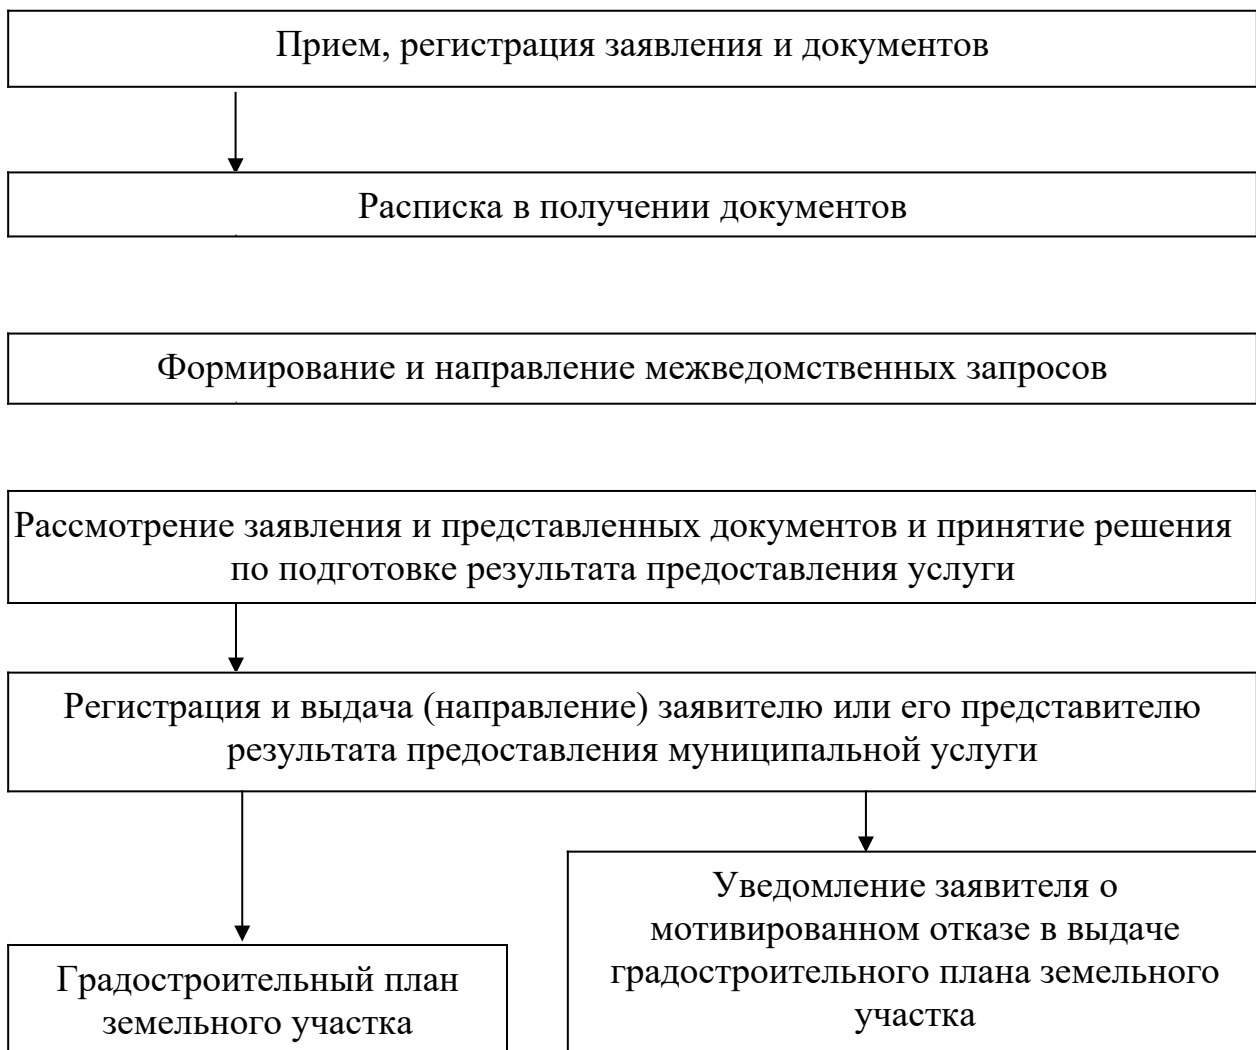 Прием, регистрация заявления и документов
Расписка в получении документов
Формирование и направление межведомственных запросов
Рассмотрение заявления и представленных документов и принятие решения
по подготовке результата предоставления услуги
Регистрация и выдача (направление) заявителю или его представителю
результата предоставления муниципальной услуги
Градостроительный план
земельного участка
Уведомление заявителя о
мотивированном отказе в выдаче
градостроительного плана земельного
участка